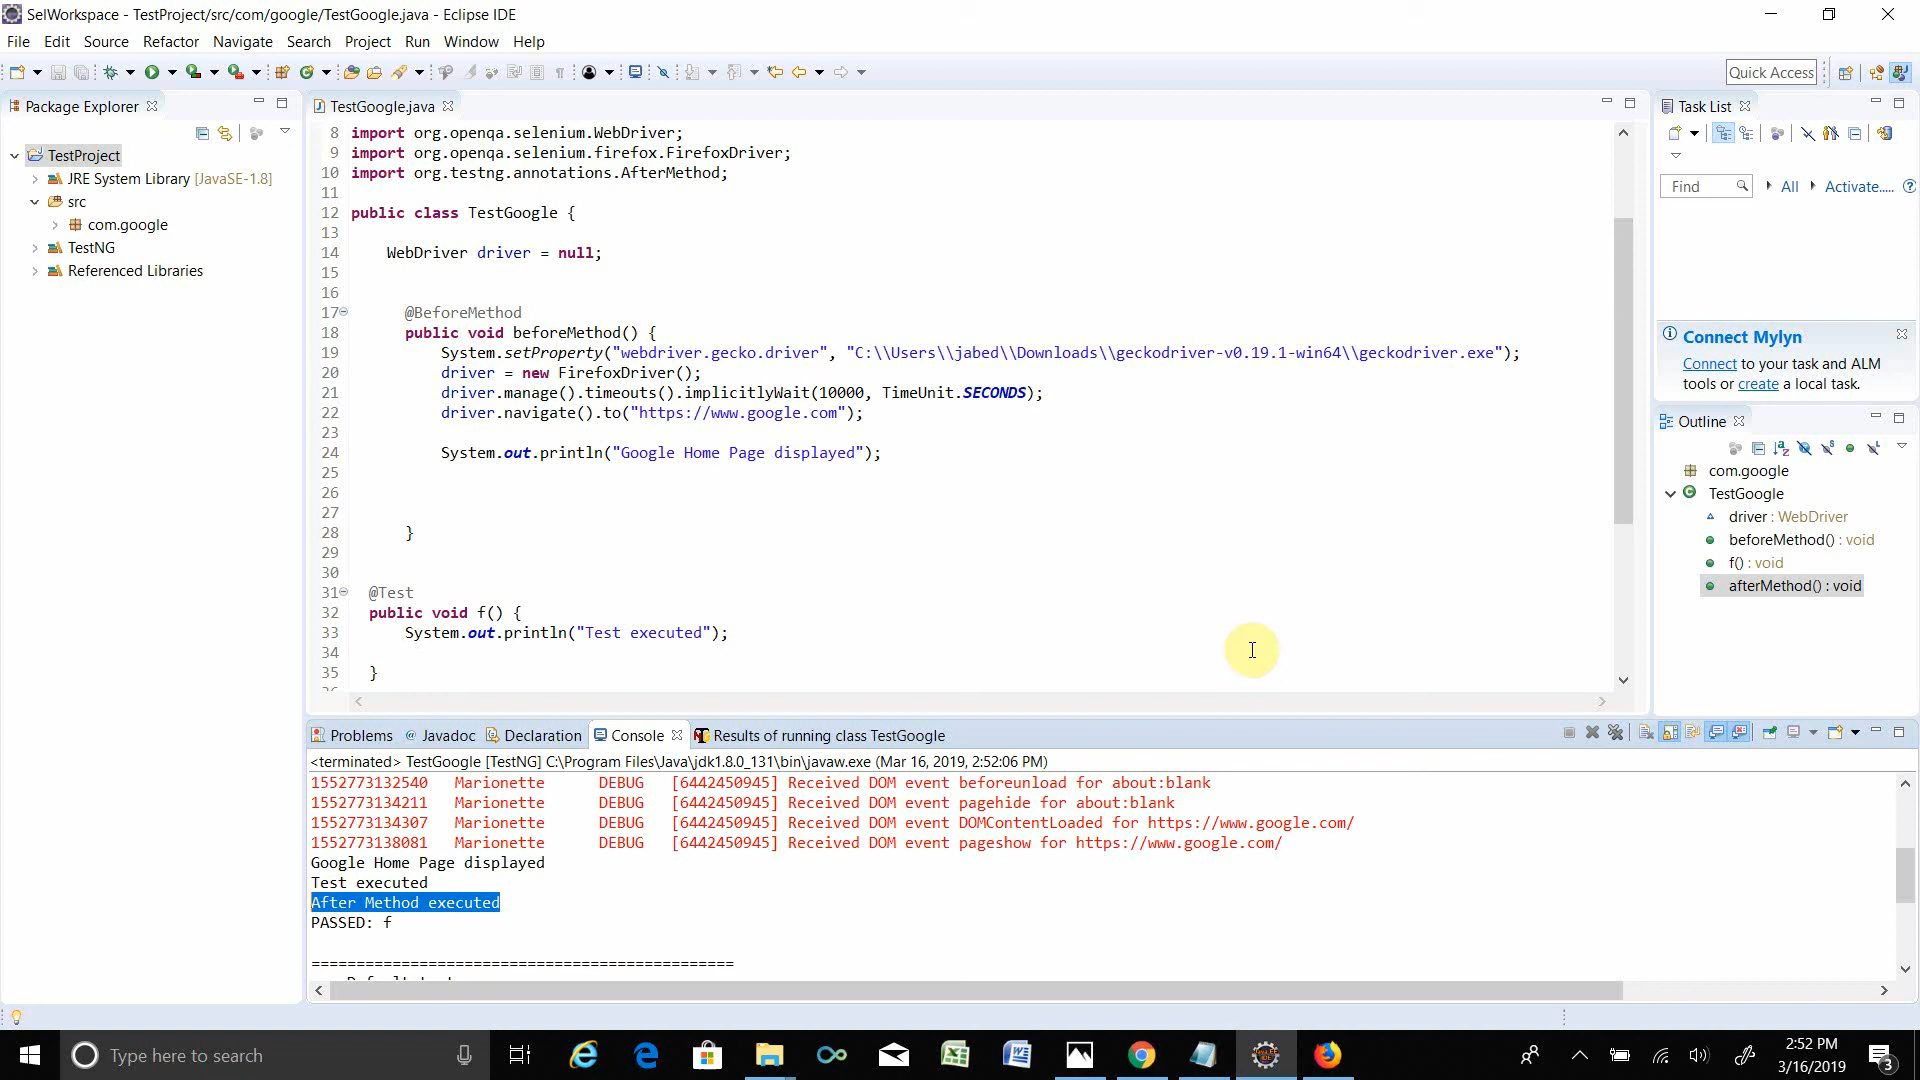 SelWorkspace - TestProject/src/com/google/TestGoogle.java - Eclipse IDE
File Edit Source Refactor Navigate Search Project Run Window Help
Quick Access
Package Explorer
TestProject
JRE System Library [JavaSE-1.8]
src
com.google
TestNG
Referenced Libraries
TestGoogle.java
8 import org.openqa.selenium.WebDriver;
9 import org.openqa.selenium.firefox.FirefoxDriver;
10 import org.testng.annotations.AfterMethod;
11
12 public class TestGoogle {
13
14 WebDriver driver = null;
15
16
17 @BeforeMethod
18 public void beforeMethod() {
19 System.setProperty("webdriver.gecko.driver", "C:\\Users\\jabed\\Downloads\\geckodriver-v0.19.1-win64\\geckodriver.exe");
20 driver = new FirefoxDriver();
21 driver.manage().timeouts().implicitlyWait(10000, TimeUnit.SECONDS);
22 driver.navigate().to("https://www.google.com");
23
24 System.out.println("Google Home Page displayed");
25
26
27
28 }
29
30
31 @Test
32 public void f() {
33 System.out.println("Test executed");
34
35 }
Task List
Find All Activate.....
Connect Mylyn
Connect to your task and ALM
tools or create a local task.
Outline
com.google
TestGoogle
driver : WebDriver
beforeMethod() : void
f() : void
afterMethod() : void
Problems Javadoc Declaration Console Results of running class TestGoogle
<terminated> TestGoogle [TestNG] C:\Program Files\Java\jdk1.8.0_131\bin\javaw.exe (Mar 16, 2019, 2:52:06 PM)
1552773132540 Marionette DEBUG [6442450945] Received DOM event beforeunload for about:blank
1552773134211 Marionette DEBUG [6442450945] Received DOM event pagehide for about:blank
1552773134307 Marionette DEBUG [6442450945] Received DOM event DOMContentLoaded for https://www.google.com/
1552773138081 Marionette DEBUG [6442450945] Received DOM event pageshow for https://www.google.com/
Google Home Page displayed
Test executed
After Method executed
PASSED: f
===============================================
Type here to search
2:52 PM
3/16/2019
3